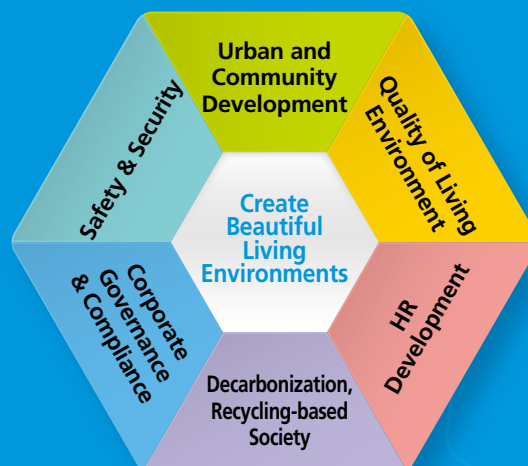 Urban and
Community
Development
Quality of Living
Environment
HR
Development
Decarbonization,
Recycling-based
Society
Corporate
Governance
& Compliance
Safety & Security
Create
Beautiful
Living
Environments